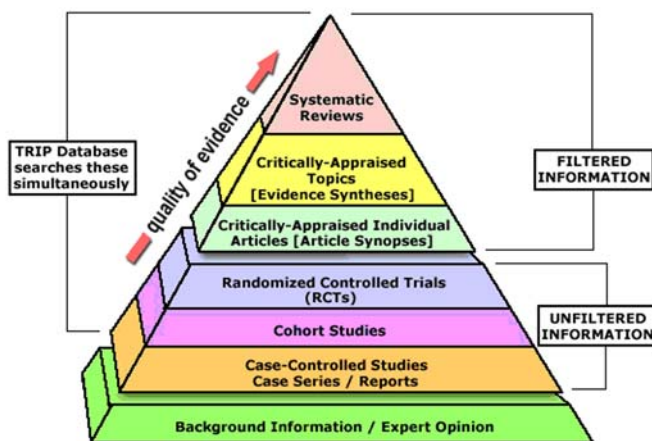 Systematic
Reviews
TRIP Database
searches these
simultaneously
quality of evidence
Critically-Appraised
Topics
[Evidence Syntheses]
FILTERED
INFORMATION
Critically-Appraised Individual
Articles [Article Synopses]
Randomized Controlled Trials
(RCTs)
UNFILTERED
INFORMATION
Cohort Studies
Case-Controlled Studies
Case Series / Reports
Background Information / Expert Opinion